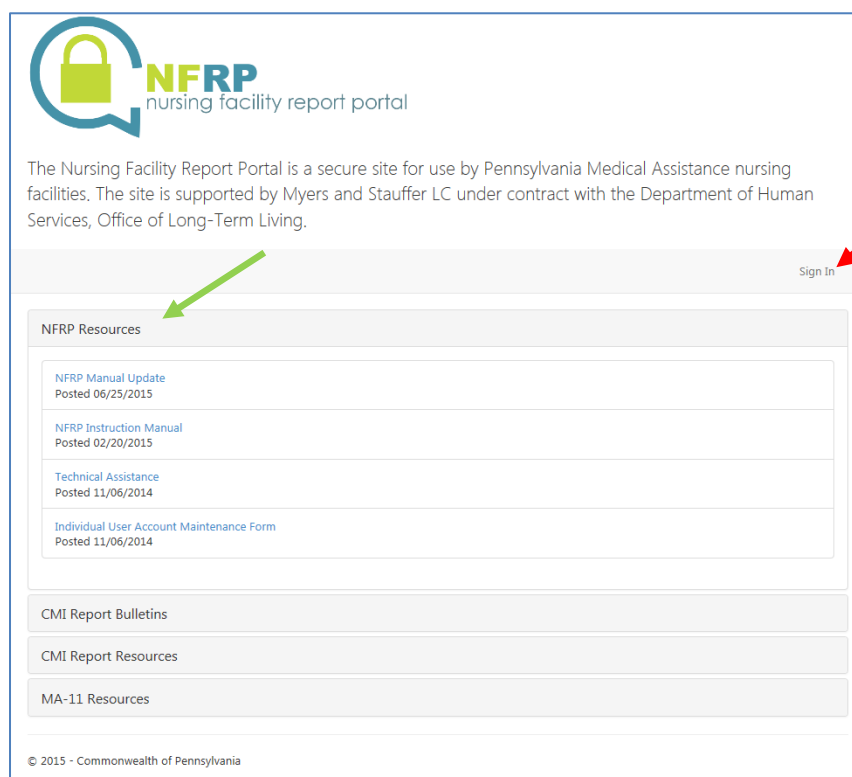 NFRP
nursing facility report portal
The Nursing Facility Report Portal is a secure site for use by Pennsylvania Medical Assistance nursing
facilities. The site is supported by Myers and Stauffer LC under contract with the Department of Human
Services, Office of Long-Term Living.
Sign In
NFRP Resources
NFRP Manual Update
Posted 06/25/2015
NFRP Instruction Manual
Posted 02/20/2015
Technical Assistance
Posted 11/06/2014
Individual User Account Maintenance Form
Posted 11/06/2014
CMI Report Bulletins
CMI Report Resources
MA-11 Resources
© 2015 - Commonwealth of Pennsylvania